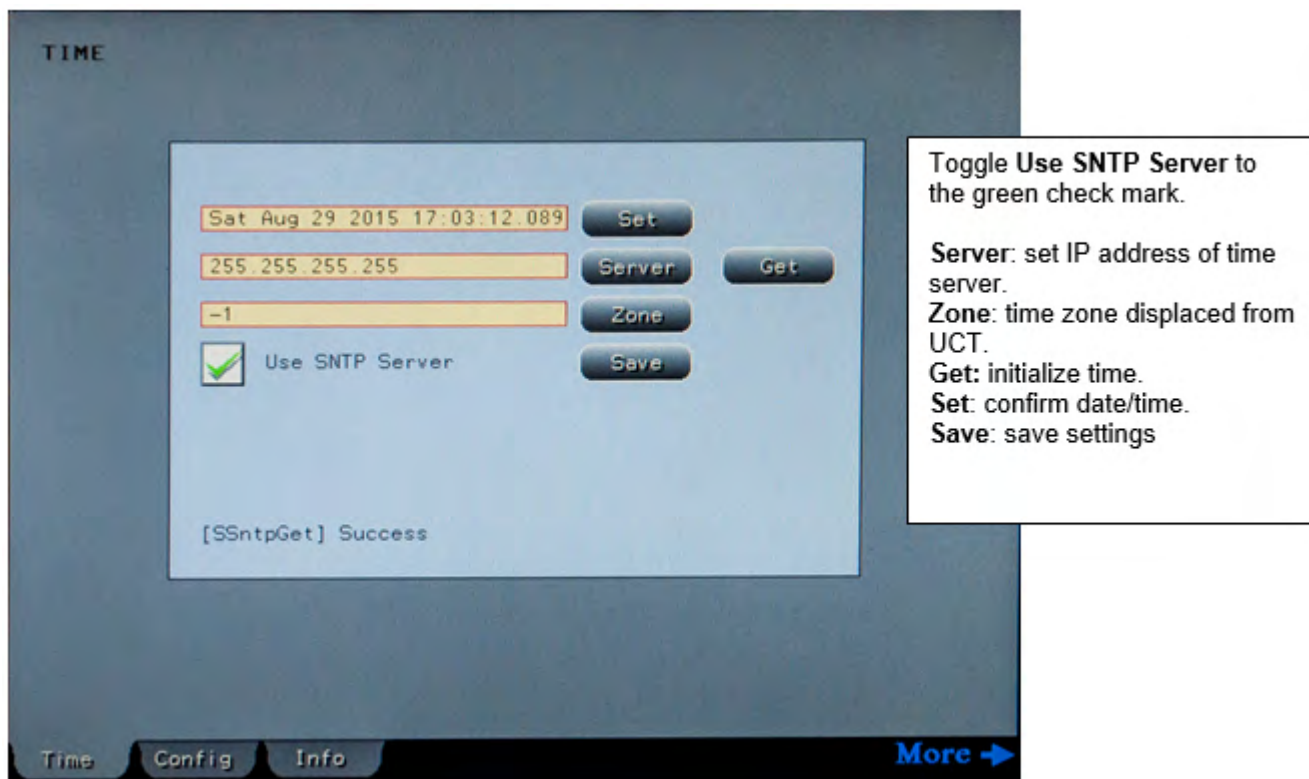 TIME
Sat Aug 29 2015 17:03:12.089 Set
255.255.255.255 Server Get
-1 Zone
Use SNTP Server Save
[SSntpGet] Success
Time Config Info More
Toggle Use SNTP Server to
the green check mark.
Server: set IP address of time
server.
Zone: time zone displaced from
UCT.
Get: initialize time.
Set: confirm date/time.
Save: save settings